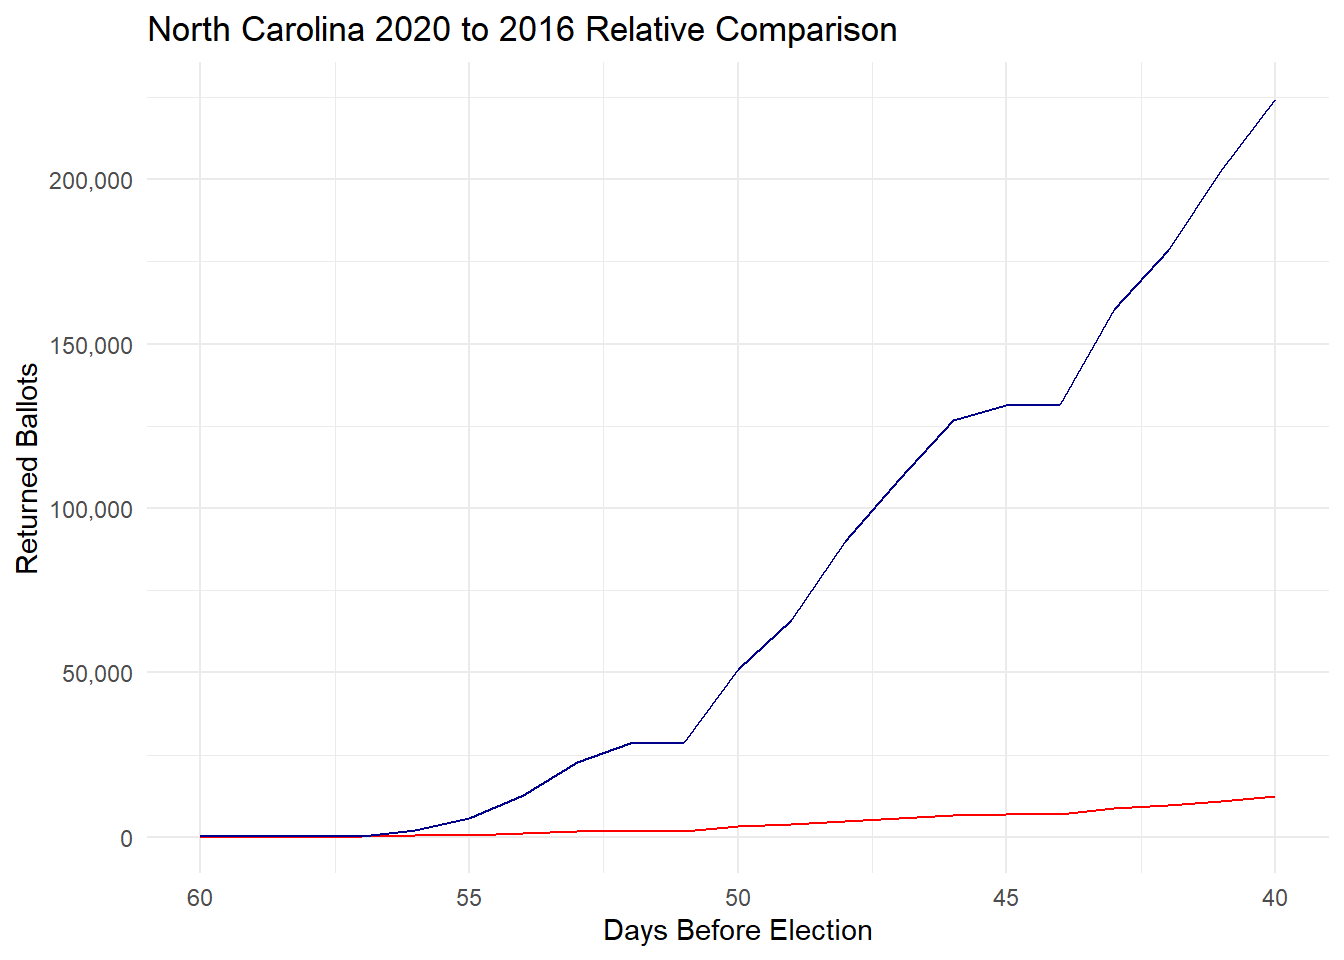 North Carolina 2020 to 2016 Relative Comparison
Returned Ballots
200,000
150,000
100,000
50,000
0
60 55 50 45 40
Days Before Election